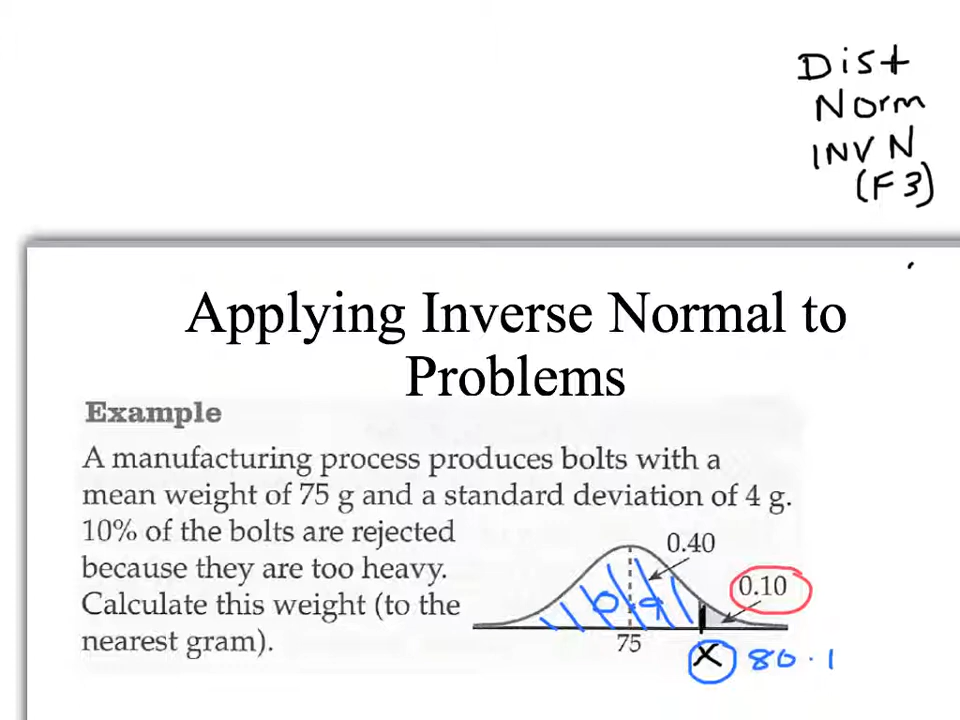 Dist
Norm
INV N
(F3)
Applying Inverse Normal to
Problems
Example
A manufacturing process produces bolts with a
mean weight of 75 g and a standard deviation of 4 g.
10% of the bolts are rejected
because they are too heavy.
Calculate this weight (to the
nearest gram).
0.40
0.10
0.9
75
X 80.1